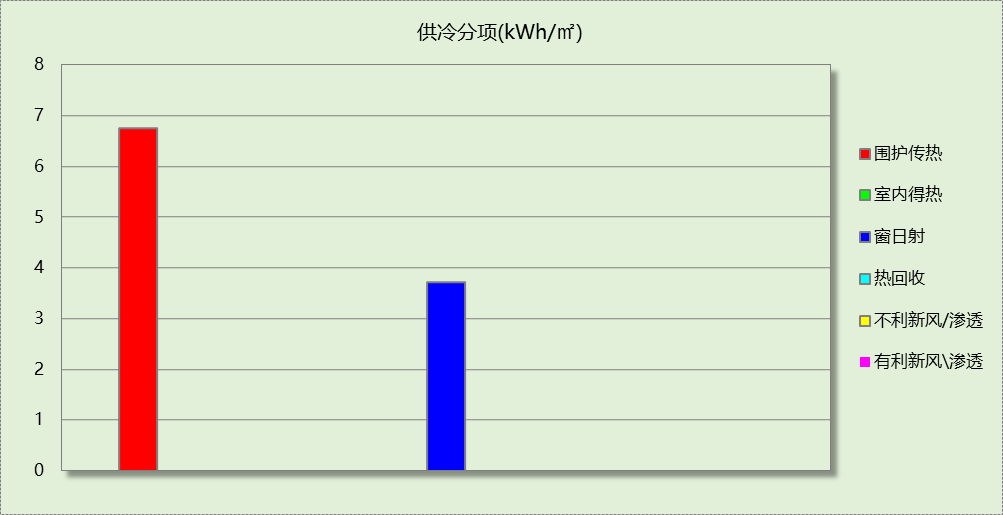 供冷分项(kWh/㎡)
8
7
6
5
4
3
2
1
0
围护传热
室内得热
窗日射
热回收
不利新风/渗透
有利新风\渗透